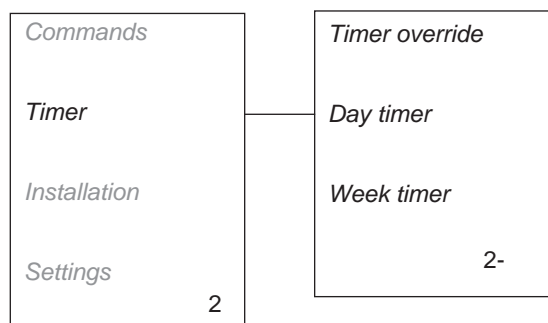 Commands
Timer
Installation
Settings
2
Timer override
Day timer
Week timer
2-